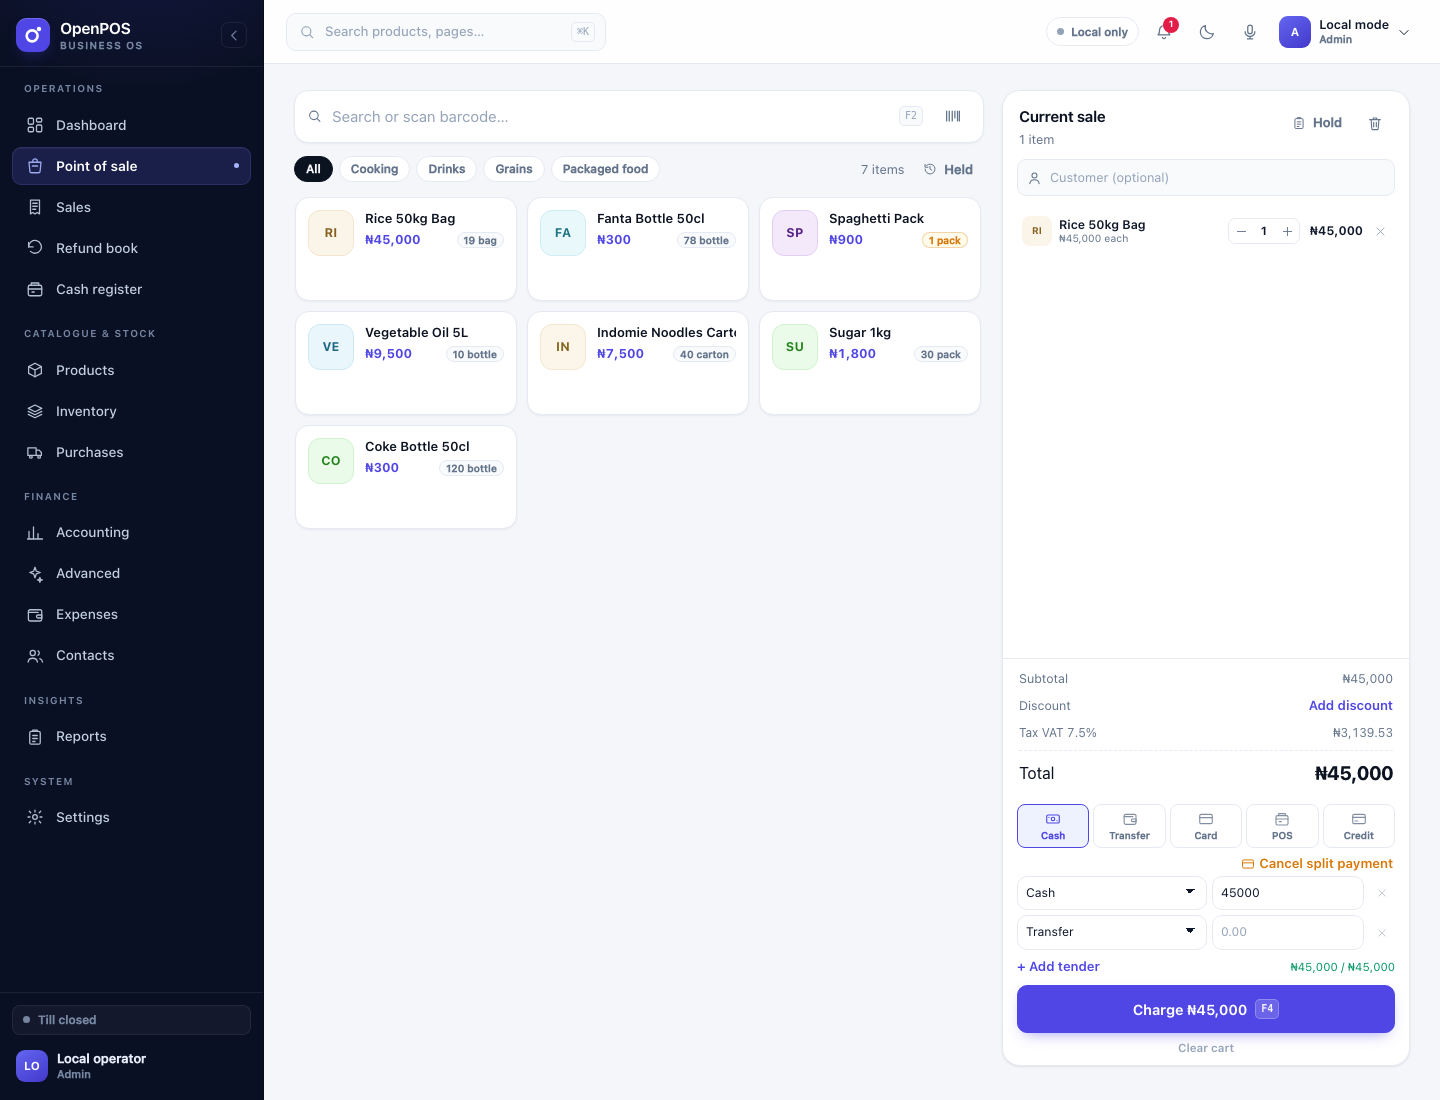 OpenPOS
BUSINESS OS
OPERATIONS
Dashboard
Point of sale
Sales
Refund book
Cash register
CATALOGUE & STOCK
Products
Inventory
Purchases
FINANCE
Accounting
Advanced
Expenses
Contacts
INSIGHTS
Reports
SYSTEM
Settings
Till closed
LO
Local operator
Admin
Search products, pages...
⌘K
Local only
1
A
Local mode
Admin
Search or scan barcode...
F2
All
Cooking
Drinks
Grains
Packaged food
7 items
Held
RI
Rice 50kg Bag
₦45,000
19 bag
FA
Fanta Bottle 50cl
₦300
78 bottle
SP
Spaghetti Pack
₦900
1 pack
VE
Vegetable Oil 5L
₦9,500
10 bottle
IN
Indomie Noodles Cart
₦7,500
40 carton
SU
Sugar 1kg
₦1,800
30 pack
CO
Coke Bottle 50cl
₦300
120 bottle
Current sale
1 item
Hold
Customer (optional)
RI
Rice 50kg Bag
₦45,000 each
1
₦45,000
Subtotal
₦45,000
Discount
Add discount
Tax VAT 7.5%
₦3,139.53
Total
₦45,000
Cash
Transfer
Card
POS
Credit
Cancel split payment
Cash
45000
Transfer
0.00
+ Add tender
₦45,000 / ₦45,000
Charge ₦45,000
F4
Clear cart